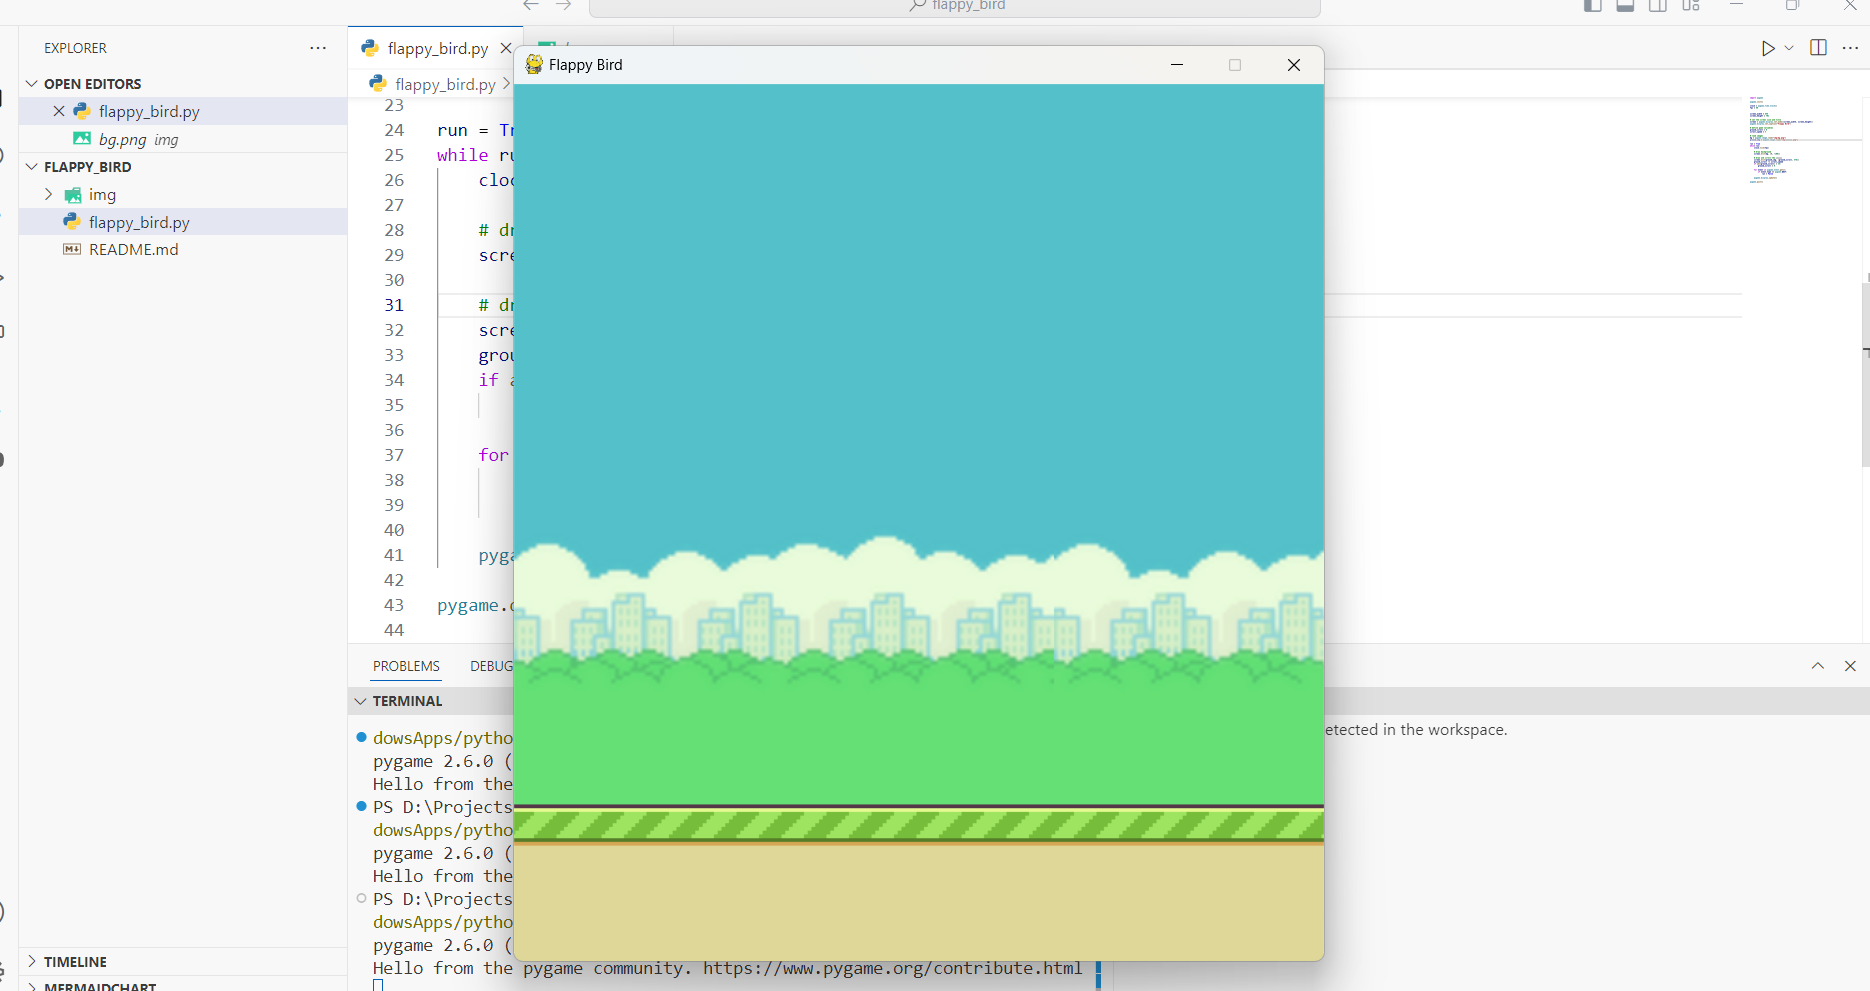 flappy_bird
EXPLORER
OPEN EDITORS
flappy_bird.py
bg.png img
FLAPPY_BIRD
img
flappy_bird.py
README.md
TIMELINE
MERMAIDCHART
flappy_bird.py
flappy_bird.py
Flappy Bird
23
24 run = Tr
25 while ru
26 cloc
27
28 # dr
29 scre
30
31 # dr
32 scre
33 grou
34 if a
35
36
37 for
38
39
40
41 pyga
42
43 pygame.q
44
PROBLEMS DEBUG
etected in the workspace.
TERMINAL
dowsApps/pytho
pygame 2.6.0 (
Hello from the
PS D:\Projects
dowsApps/pytho
pygame 2.6.0 (
Hello from the
PS D:\Projects
dowsApps/pytho
pygame 2.6.0 (
Hello from the pygame community. https://www.pygame.org/contribute.html